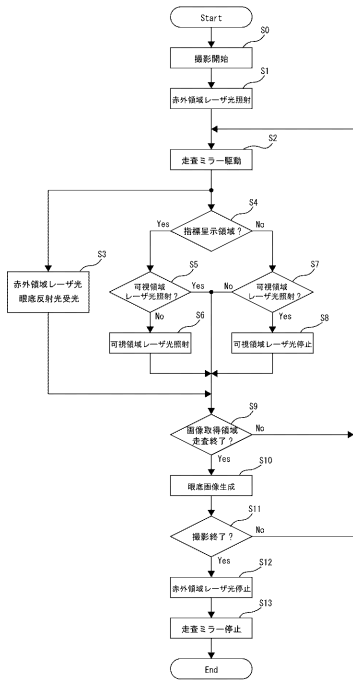 Start
S0
撮影開始
S1
赤外領域レーザ光照射
S2
走査ミラー駆動
S4
指標呈示領域？
Yes
No
S3
赤外領域レーザ光
眼底反射光受光
S5
可視領域
レーザ光照射？
Yes
No
S7
可視領域
レーザ光照射？
No
Yes
S6
可視領域レーザ光照射
S8
可視領域レーザ光停止
S9
画像取得領域
走査終了？
No
Yes
S10
眼底画像生成
S11
撮影終了？
No
Yes
S12
赤外領域レーザ光停止
S13
走査ミラー停止
End